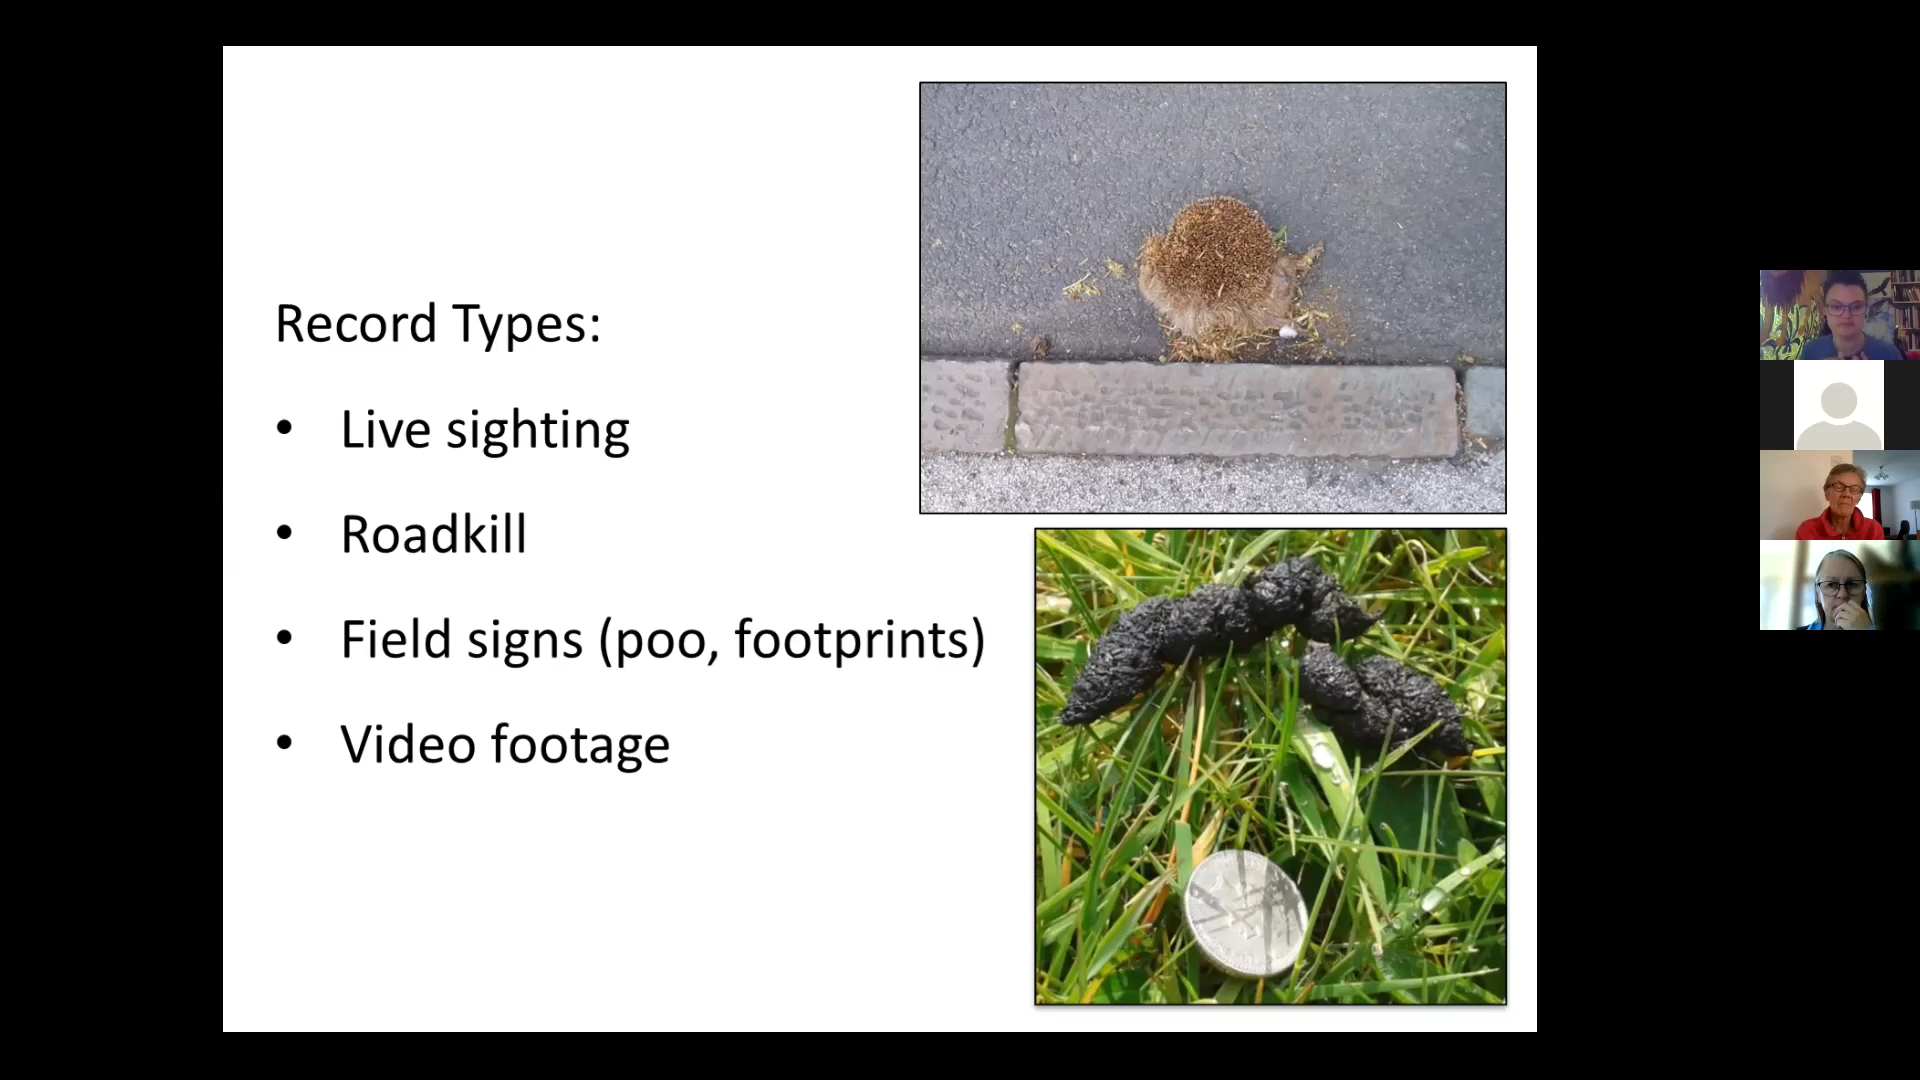 Record Types:
• Live sighting
• Roadkill
• Field signs (poo, footprints)
• Video footage